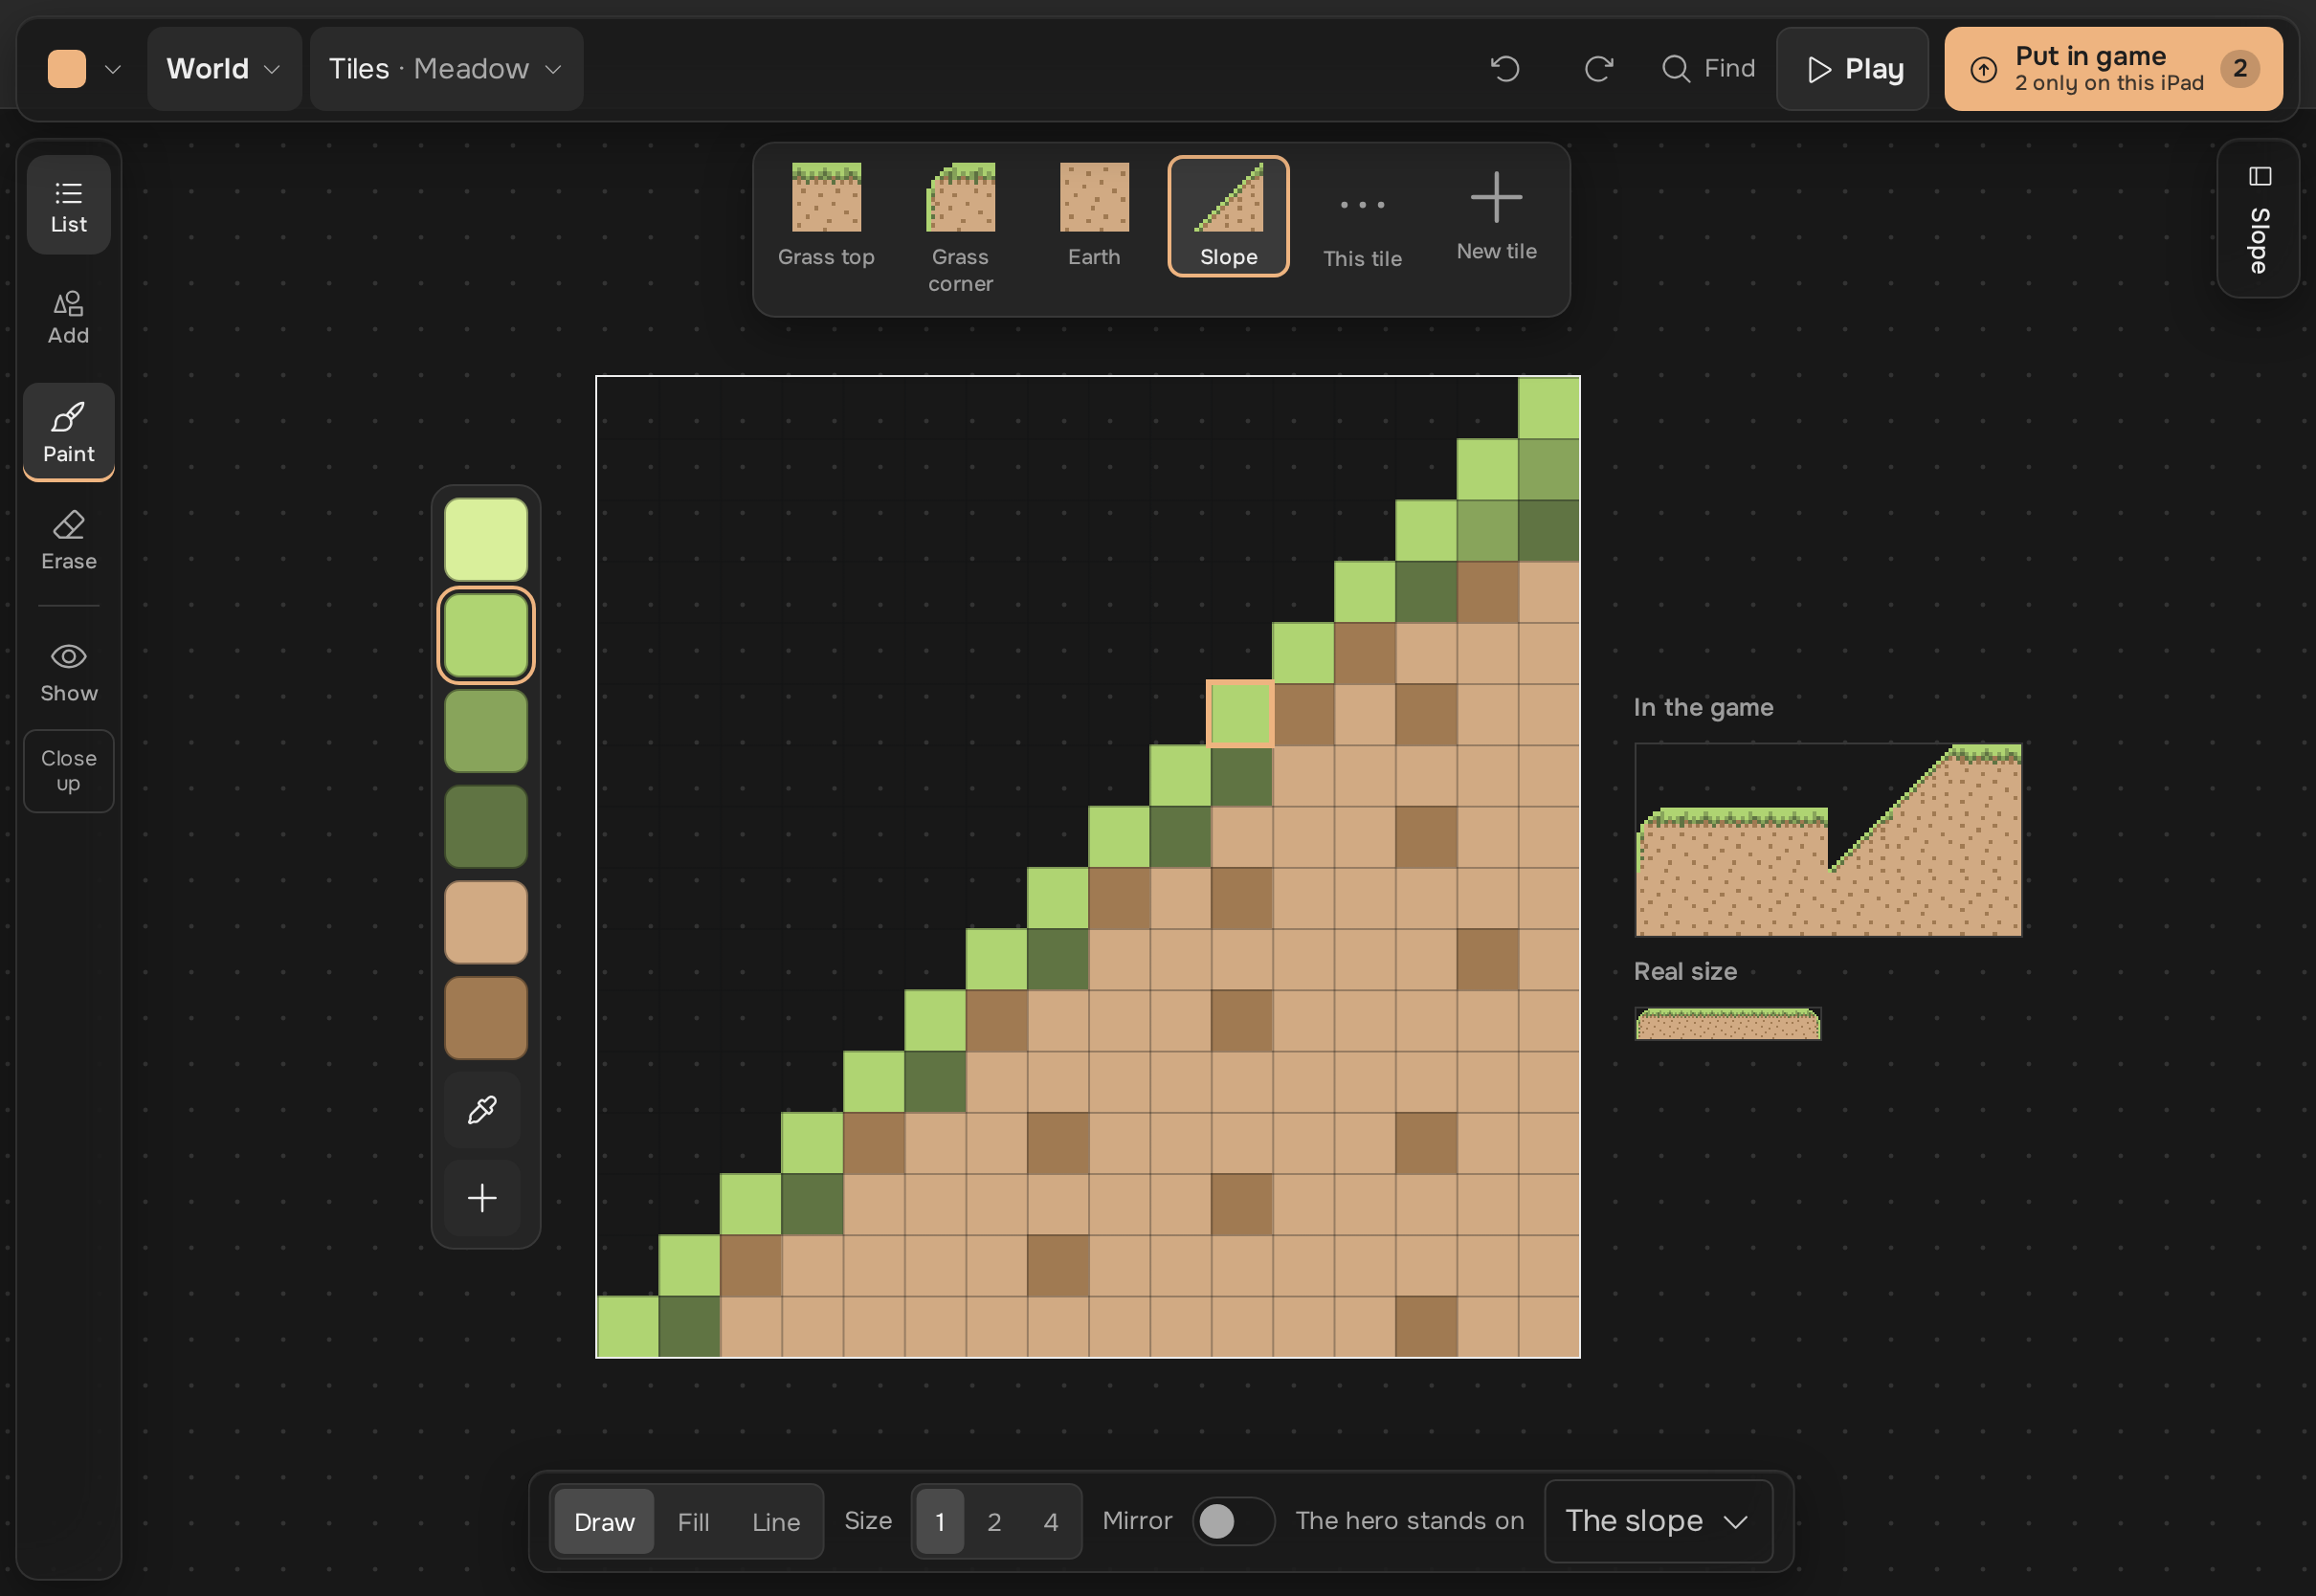 World
Tiles · Meadow
Find
Play
Put in game
2 only on this iPad
2
List
Add
Paint
Erase
Show
Close
up
Grass top
Grass
corner
Earth
Slope
This tile
New tile
Slope
In the game
Real size
Draw
Fill
Line
Size
1
2
4
Mirror
The hero stands on
The slope